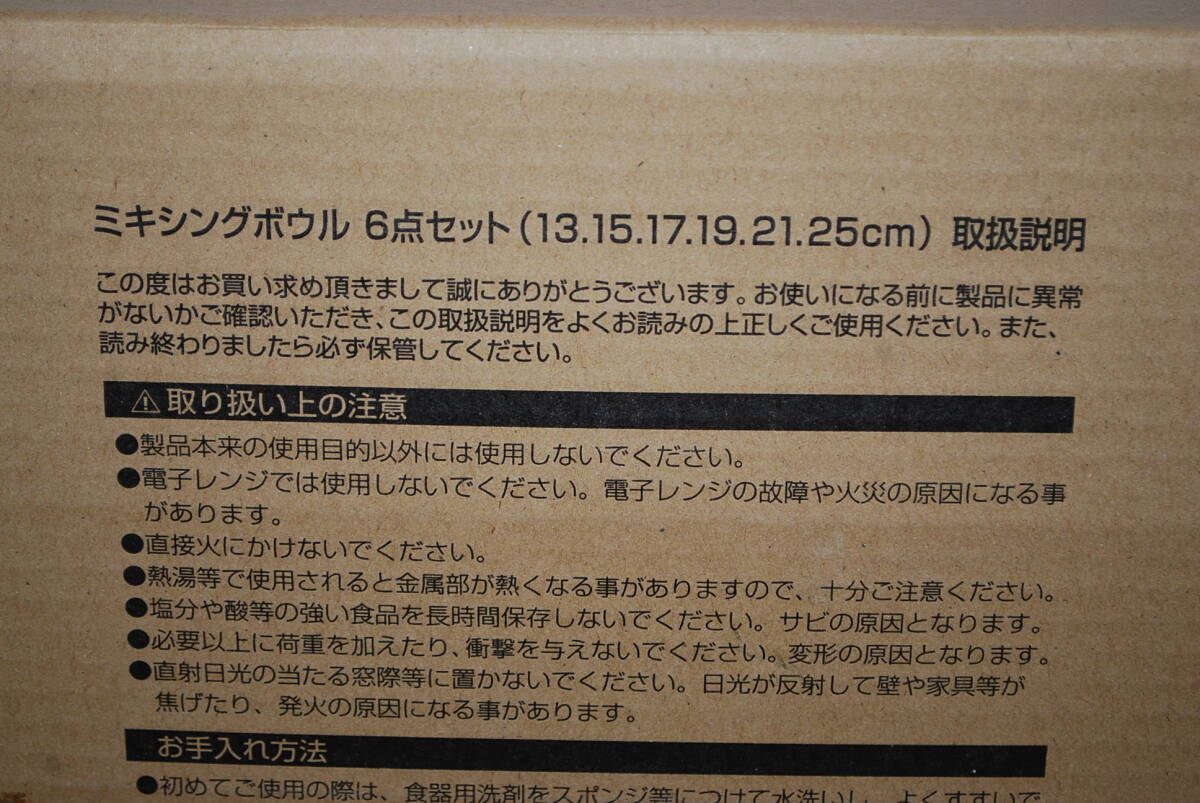 ミキシングボウル 6点セット(13.15.17.19.21.25cm) 取扱説明
この度はお買い求め頂きまして誠にありがとうございます。お使いになる前に製品に異常
がないかご確認いただき、この取扱説明をよくお読みの上正しくご使用ください。また、
読み終わりましたら必ず保管してください。
⚠取り扱い上の注意
●製品本来の使用目的以外には使用しないでください。
●電子レンジでは使用しないでください。電子レンジの故障や火災の原因になる事
があります。
●直接火にかけないでください。
●熱湯等で使用されると金属部が熱くなる事がありますので、十分ご注意ください。
●塩分や酸等の強い食品を長時間保存しないでください。サビの原因となります。
●必要以上に荷重を加えたり、衝撃を与えないでください。変形の原因となります。
●直射日光の当たる窓際等に置かないでください。日光が反射して壁や家具等が
焦げたり、発火の原因になる事があります。
お手入れ方法
●初めてご使用の際は、食器用洗剤をスポンジ等につけて水洗いし、よくすすいで